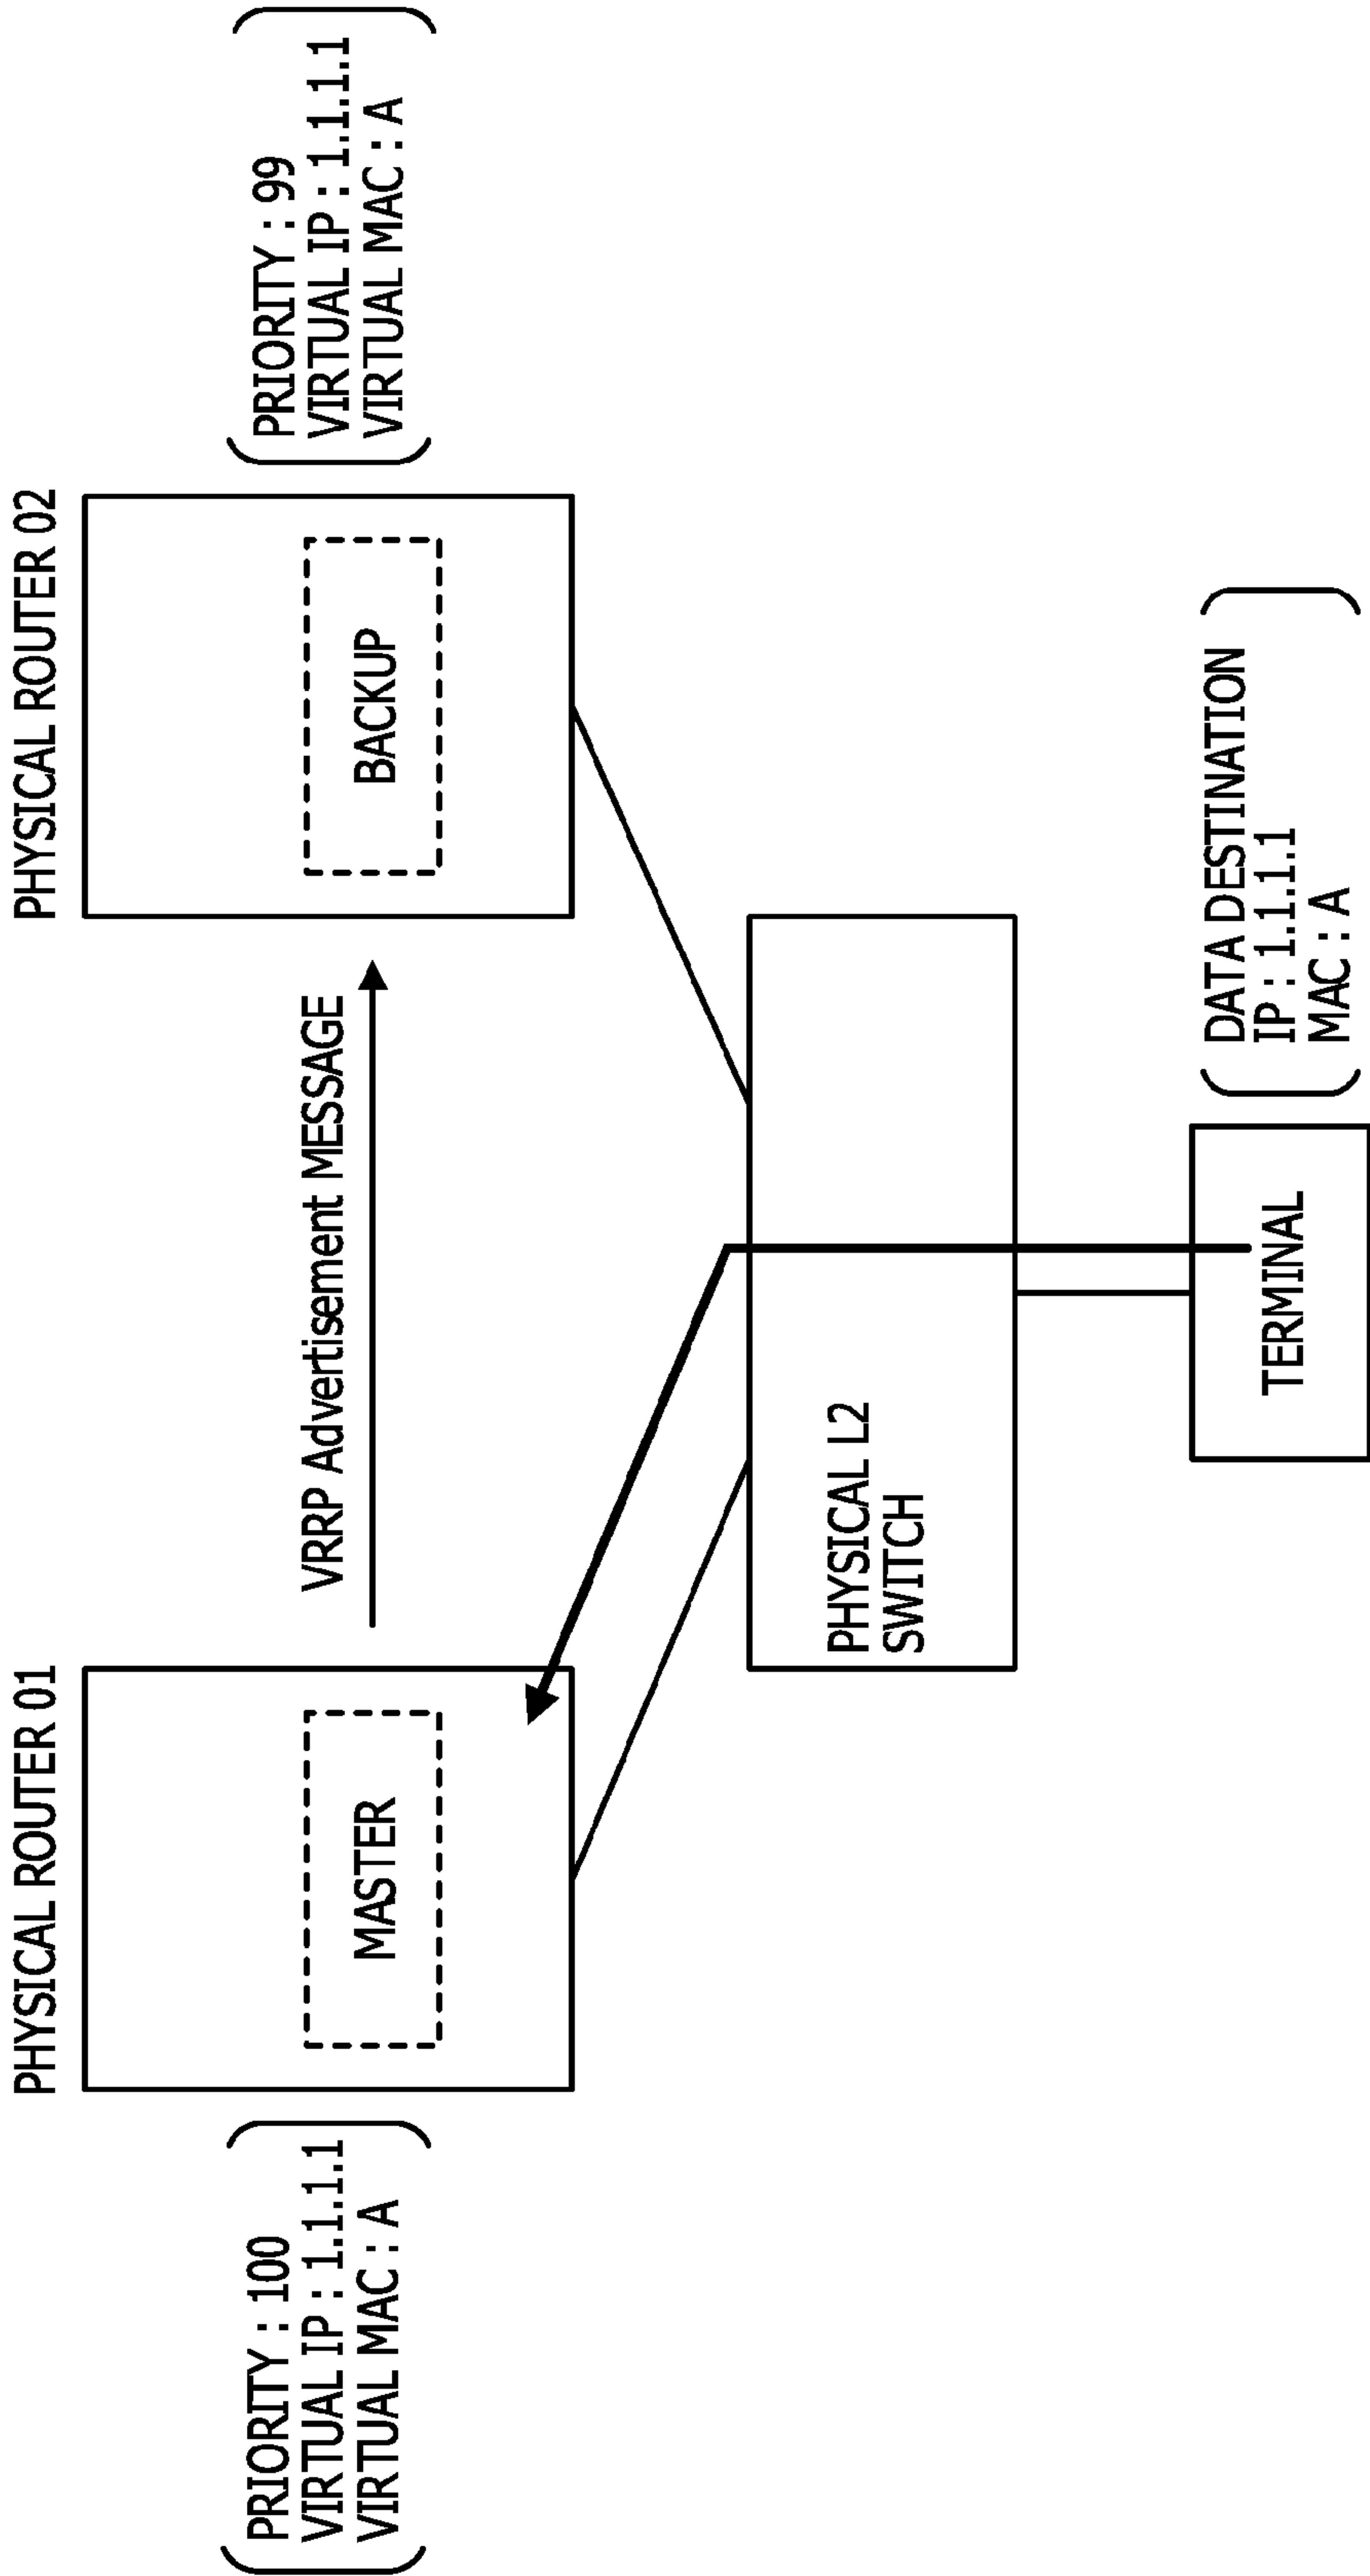 PHYSICAL ROUTER 01
PRIORITY : 100
VIRTUAL IP : 1.1.1.1
VIRTUAL MAC : A
MASTER
VRRP Advertisement MESSAGE
PHYSICAL ROUTER 02
BACKUP
PRIORITY : 99
VIRTUAL IP : 1.1.1.1
VIRTUAL MAC : A
PHYSICAL L2
SWITCH
TERMINAL
DATA DESTINATION
IP : 1.1.1.1
MAC : A